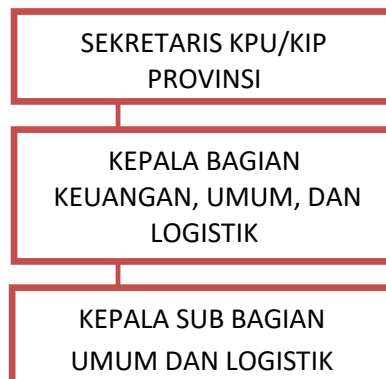 SEKRETARIS KPU/KIP
PROVINSI
KEPALA BAGIAN
KEUANGAN, UMUM, DAN
LOGISTIK
KEPALA SUB BAGIAN
UMUM DAN LOGISTIK